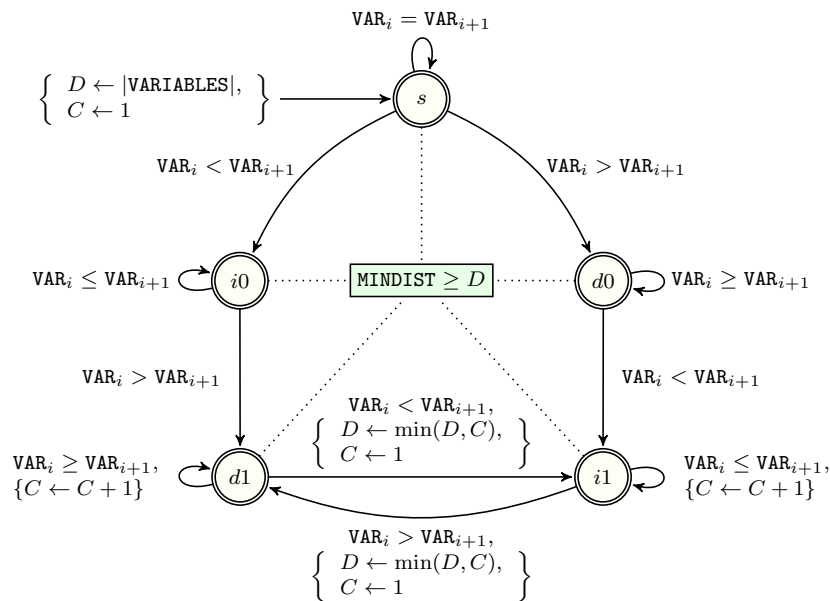 VAR_i = VAR_{i+1}
{ D ← |VARIABLES|,
C ← 1 }
s
VAR_i < VAR_{i+1}
VAR_i > VAR_{i+1}
VAR_i ≤ VAR_{i+1}
i0
MINDIST ≥ D
d0
VAR_i ≥ VAR_{i+1}
VAR_i > VAR_{i+1}
VAR_i < VAR_{i+1}
VAR_i ≥ VAR_{i+1},
{C ← C + 1}
d1
VAR_i < VAR_{i+1},
{ D ← min(D, C),
C ← 1 }
i1
VAR_i ≤ VAR_{i+1},
{C ← C + 1}
VAR_i > VAR_{i+1},
{ D ← min(D, C),
C ← 1 }